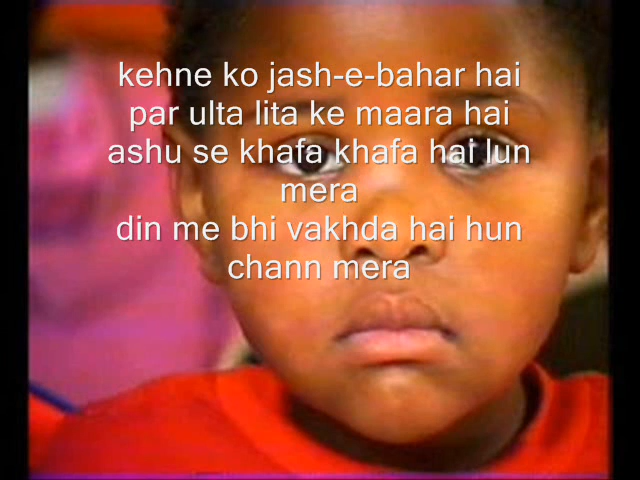 kehne ko jash-e-bahar hai
par ulta lita ke maara hai
ashu se khafa khafa hai lun
mera
din me bhi vakhda hai hun
chann mera